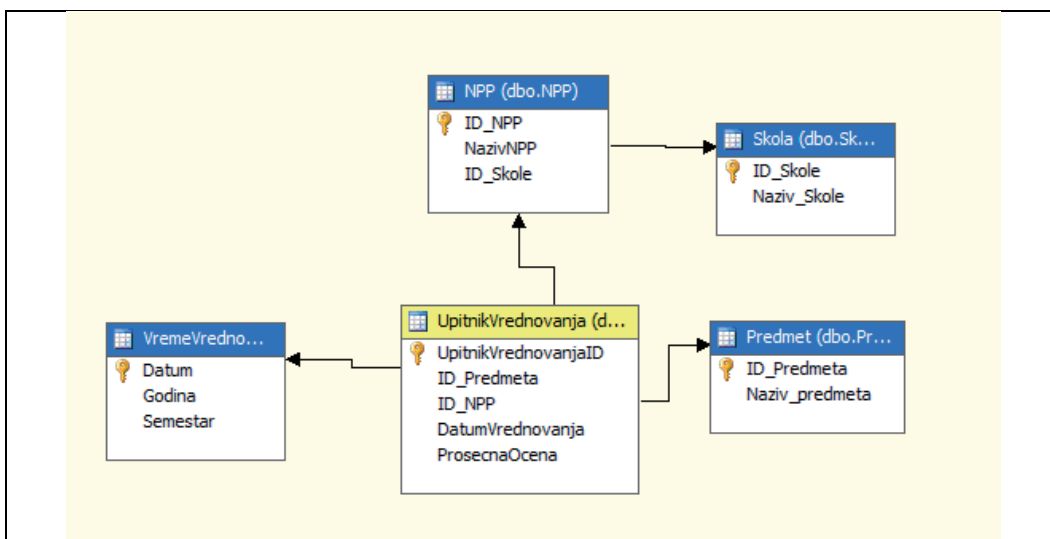 NPP (dbo.NPP)
ID_NPP
NazivNPP
ID_Skole
Skola (dbo.Sk...
ID_Skole
Naziv_Skole
VremeVredno...
Datum
Godina
Semestar
UpitnikVrednovanja (d...
UpitnikVrednovanjaID
ID_Predmeta
ID_NPP
DatumVrednovanja
ProsecnaOcena
Predmet (dbo.Pr...
ID_Predmeta
Naziv_predmeta